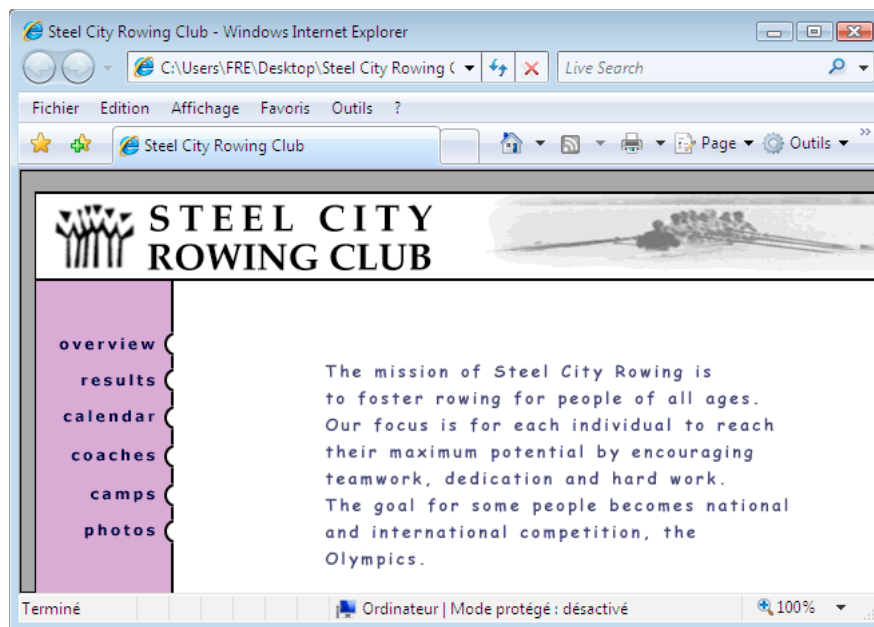 Steel City Rowing Club - Windows Internet Explorer
C:\Users\FRE\Desktop\Steel City Rowing C
Live Search
Fichier Edition Affichage Favoris Outils ?
Steel City Rowing Club
Page Outils »
STEEL CITY
ROWING CLUB
overview
results
calendar
coaches
camps
photos
The mission of Steel City Rowing is
to foster rowing for people of all ages.
Our focus is for each individual to reach
their maximum potential by encouraging
teamwork, dedication and hard work.
The goal for some people becomes national
and international competition, the
Olympics.
Terminé
Ordinateur | Mode protégé : désactivé
100%